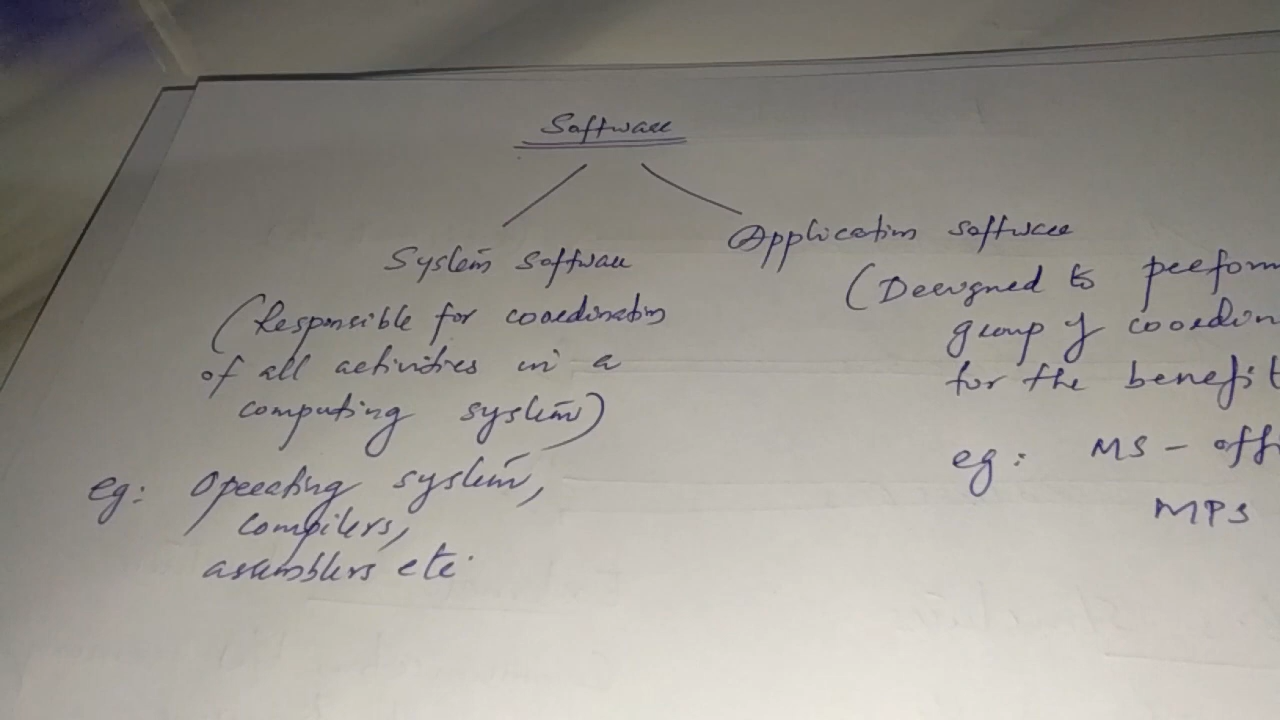 Software
System Software
(Responsible for coordination
of all activities in a
computing system)
eg: Operating system,
compilers,
assemblers etc.
Application software
(Designed to perform
group of coordin
for the benefit
eg: MS - off
MPS